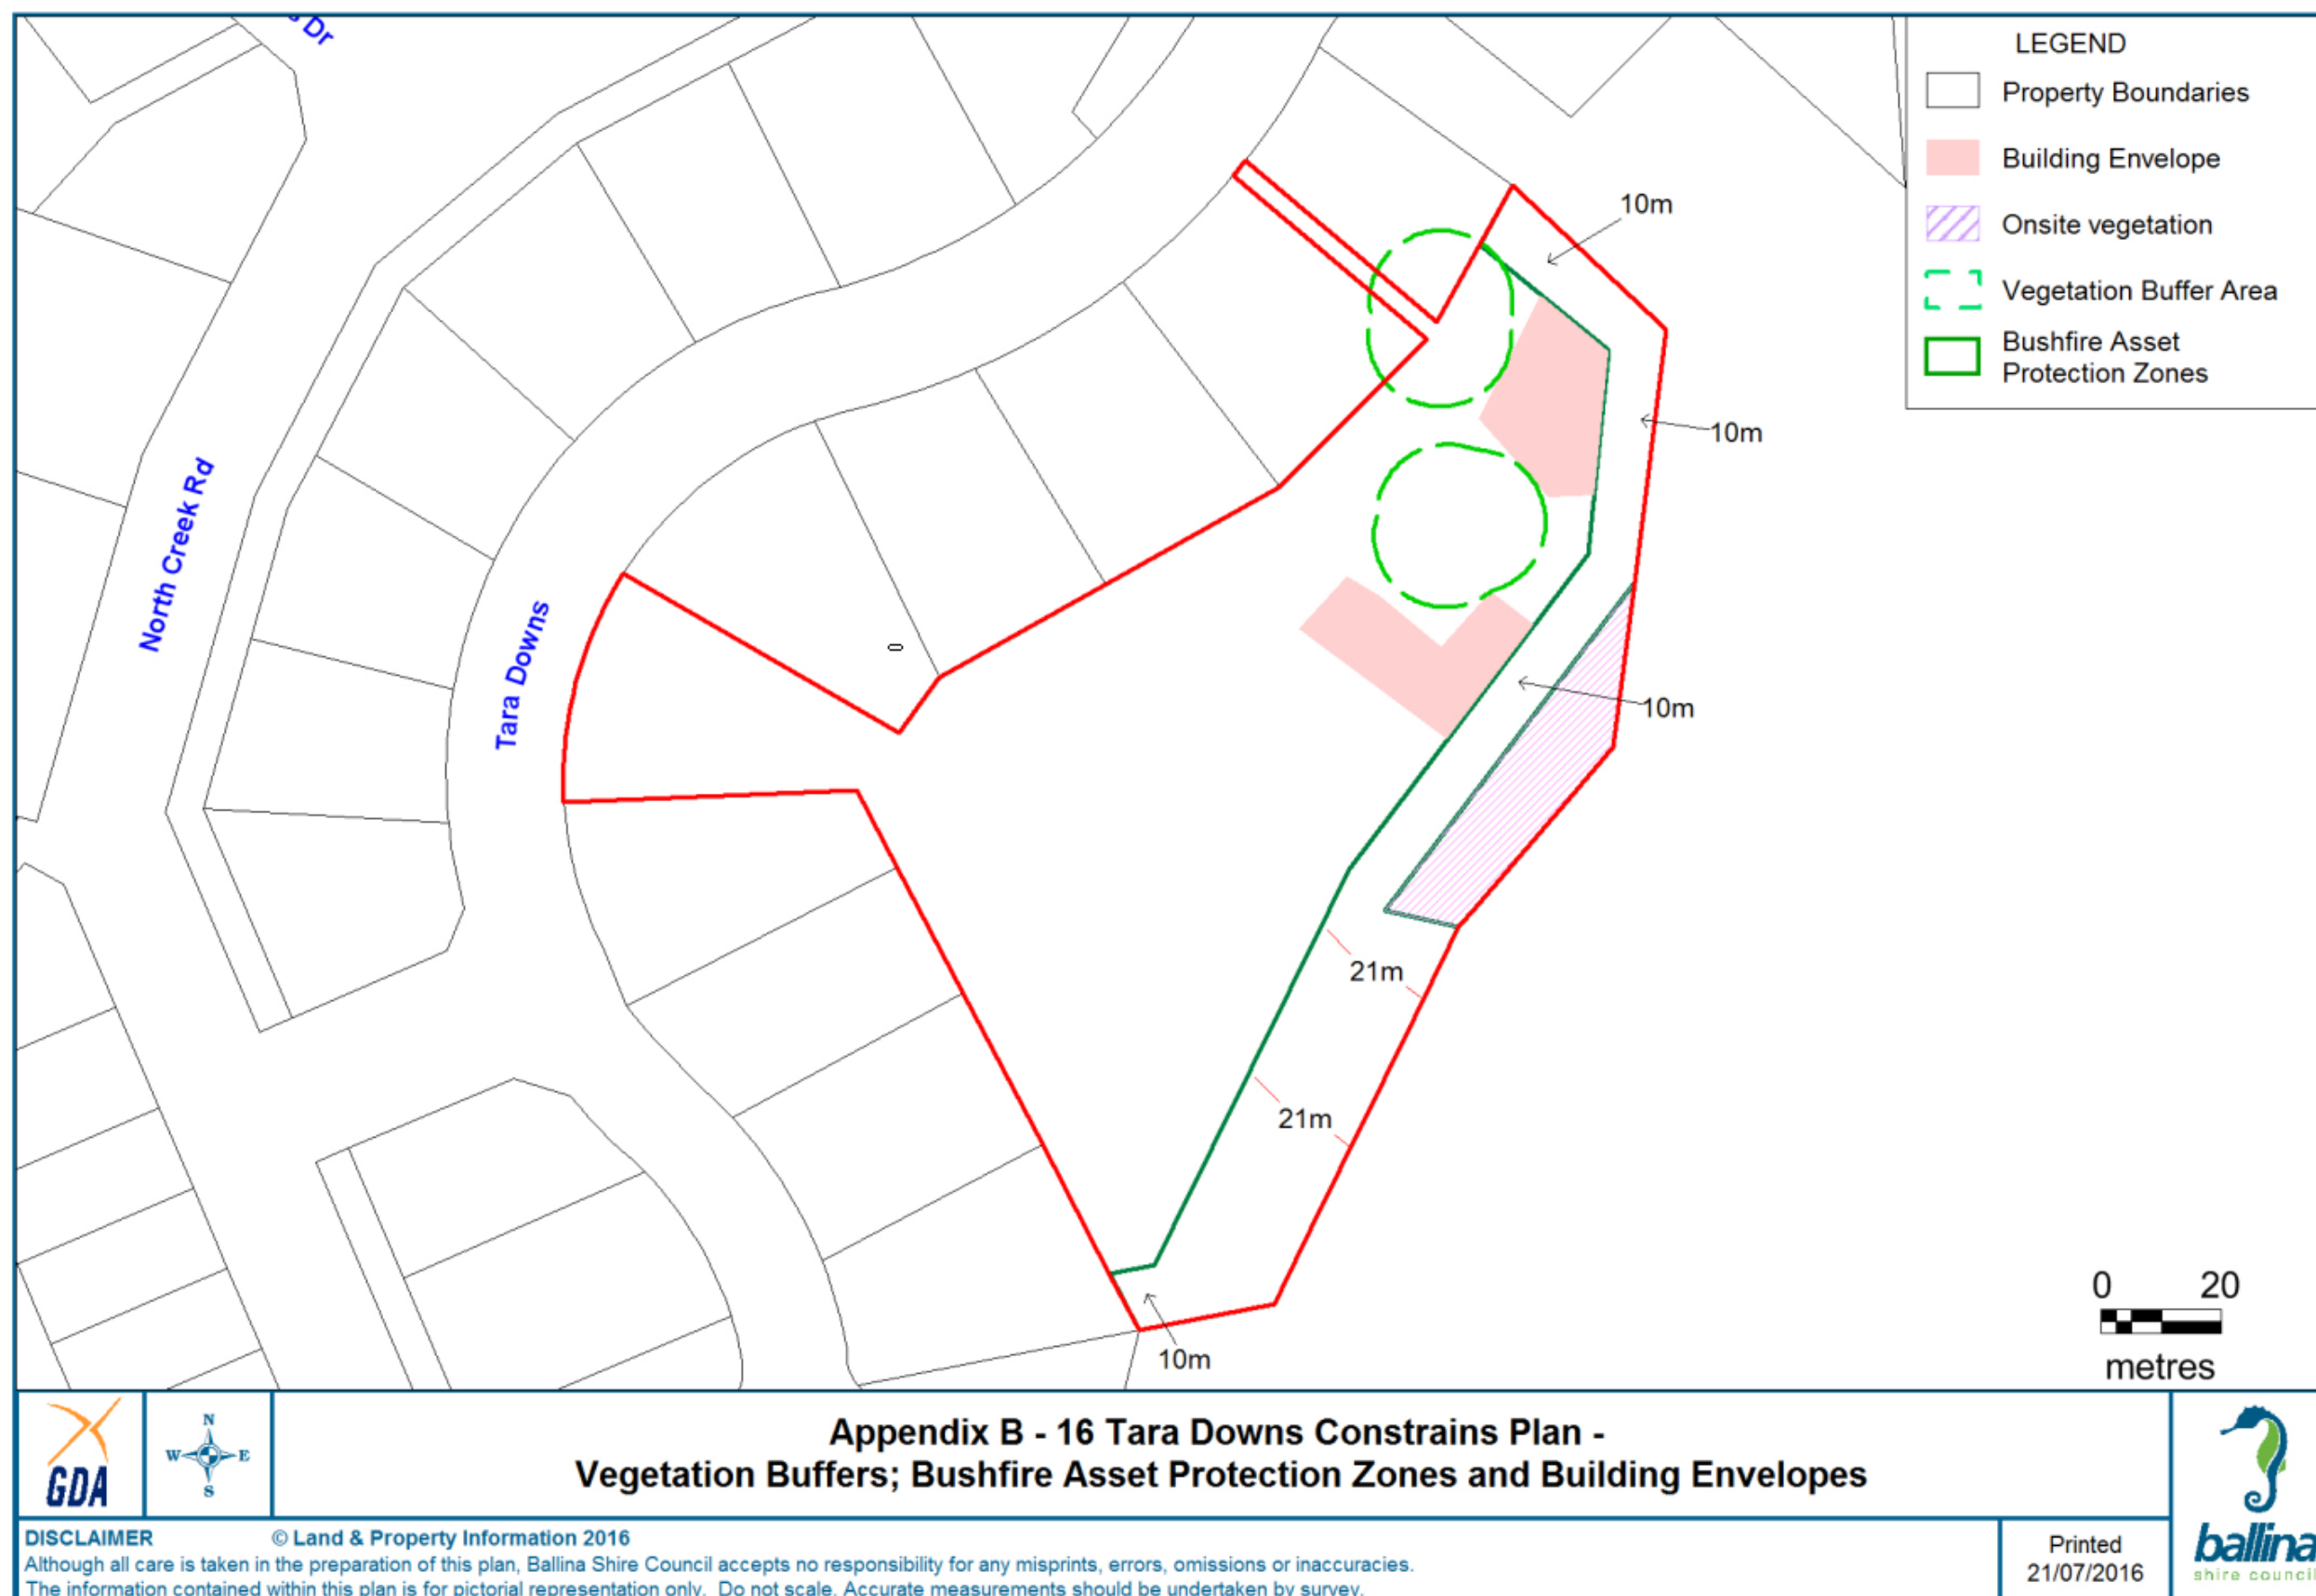 Dr
LEGEND
Property Boundaries
Building Envelope
Onsite vegetation
Vegetation Buffer Area
Bushfire Asset
Protection Zones
10m
10m
North Creek Rd
Tara Downs
0
10m
21m
21m
10m
0 20
metres
GDA
N
W E
S
Appendix B - 16 Tara Downs Constrains Plan -
Vegetation Buffers; Bushfire Asset Protection Zones and Building Envelopes
DISCLAIMER © Land & Property Information 2016
Although all care is taken in the preparation of this plan, Ballina Shire Council accepts no responsibility for any misprints, errors, omissions or inaccuracies.
The information contained within this plan is for pictorial representation only. Do not scale. Accurate measurements should be undertaken by survey.
Printed
21/07/2016
ballina
shire council